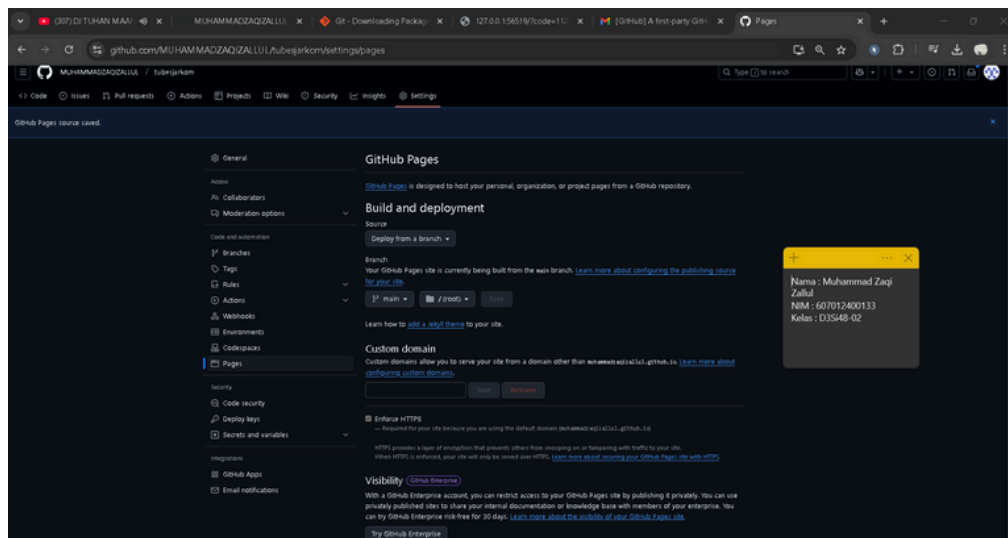 (307) DJ TUHAN MAAF
MUHAMMADZAQIZALLUL
Git - Downloading Package
127.0.0.1:56519/?code=112
[GitHub] A first-party GitH
Pages
github.com/MUHAMMADZAQIZALLUL/tubesjarkom/settings/pages
MUHAMMADZAQIZALLUL / tubesjarkom
Type / to search
Code
Issues
Pull requests
Actions
Projects
Wiki
Security
Insights
Settings
GitHub Pages source saved.
General
Access
Collaborators
Moderation options
Code and automation
Branches
Tags
Rules
Actions
Webhooks
Environments
Codespaces
Pages
Security
Code security
Deploy keys
Secrets and variables
Integrations
GitHub Apps
Email notifications
GitHub Pages
GitHub Pages is designed to host your personal, organization, or project pages from a GitHub repository.
Build and deployment
Source
Deploy from a branch
Branch
Your GitHub Pages site is currently being built from the main branch. Learn more about configuring the publishing source
for your site.
main
/ (root)
Save
Learn how to add a Jekyll theme to your site.
Custom domain
Custom domains allow you to serve your site from a domain other than muhammadzaqizallul.github.io. Learn more about
configuring custom domains.
Save
Remove
Enforce HTTPS
— Required for your site because you are using the default domain (muhammadzaqizallul.github.io)
HTTPS provides a layer of encryption that prevents others from snooping on or tampering with traffic to your site.
When HTTPS is enforced, your site will only be served over HTTPS. Learn more about securing your GitHub Pages site with HTTPS.
Visibility
GitHub Enterprise
With a GitHub Enterprise account, you can restrict access to your GitHub Pages site by publishing it privately. You can use
privately published sites to share your internal documentation or knowledge base with members of your enterprise. You
can try GitHub Enterprise risk-free for 30 days. Learn more about the visibility of your GitHub Pages site.
Try GitHub Enterprise
Nama : Muhammad Zaqi
Zallul
NIM : 607012400133
Kelas : D3Si48-02